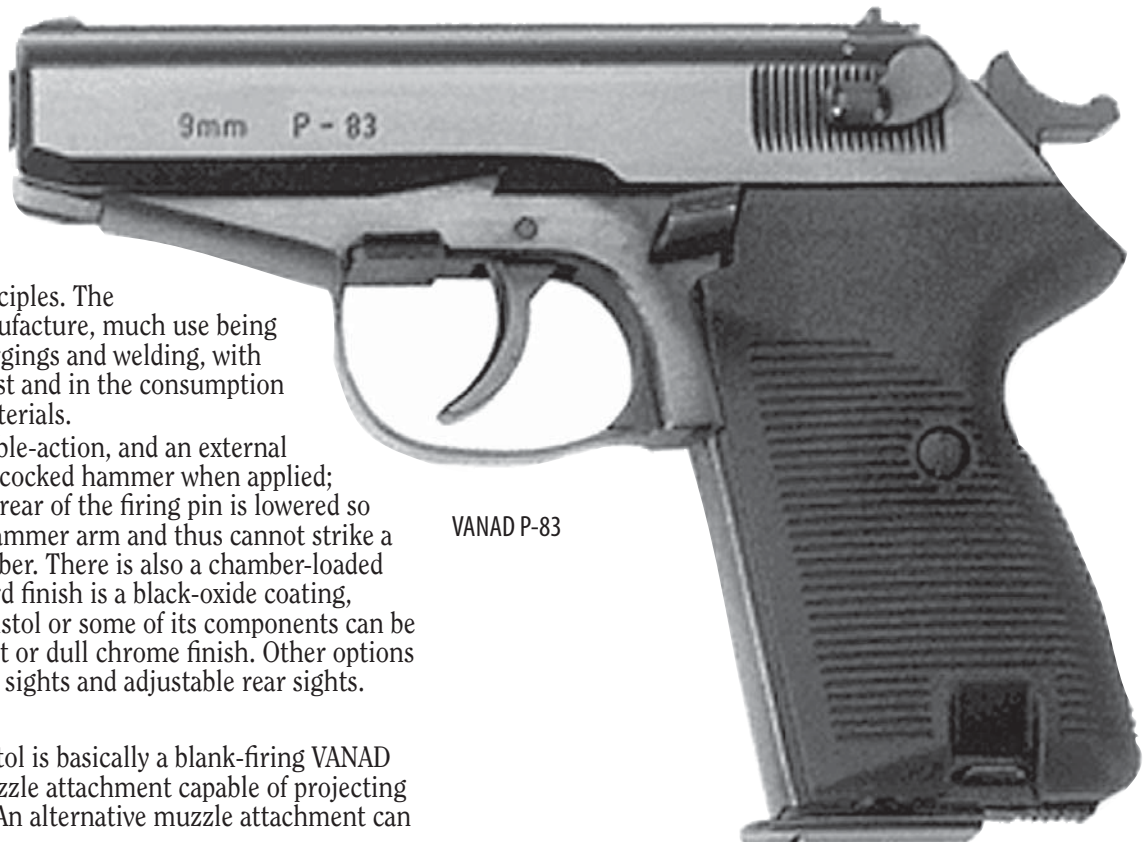 9mm P - 83
ciples. The
ufacture, much use being
gings and welding, with
st and in the consumption
terials.
ble-action, and an external
cocked hammer when applied;
rear of the firing pin is lowered so
ammer arm and thus cannot strike a
ber. There is also a chamber-loaded
d finish is a black-oxide coating,
istol or some of its components can be
t or dull chrome finish. Other options
sights and adjustable rear sights.
tol is basically a blank-firing VANAD
zzle attachment capable of projecting
An alternative muzzle attachment can
VANAD P-83